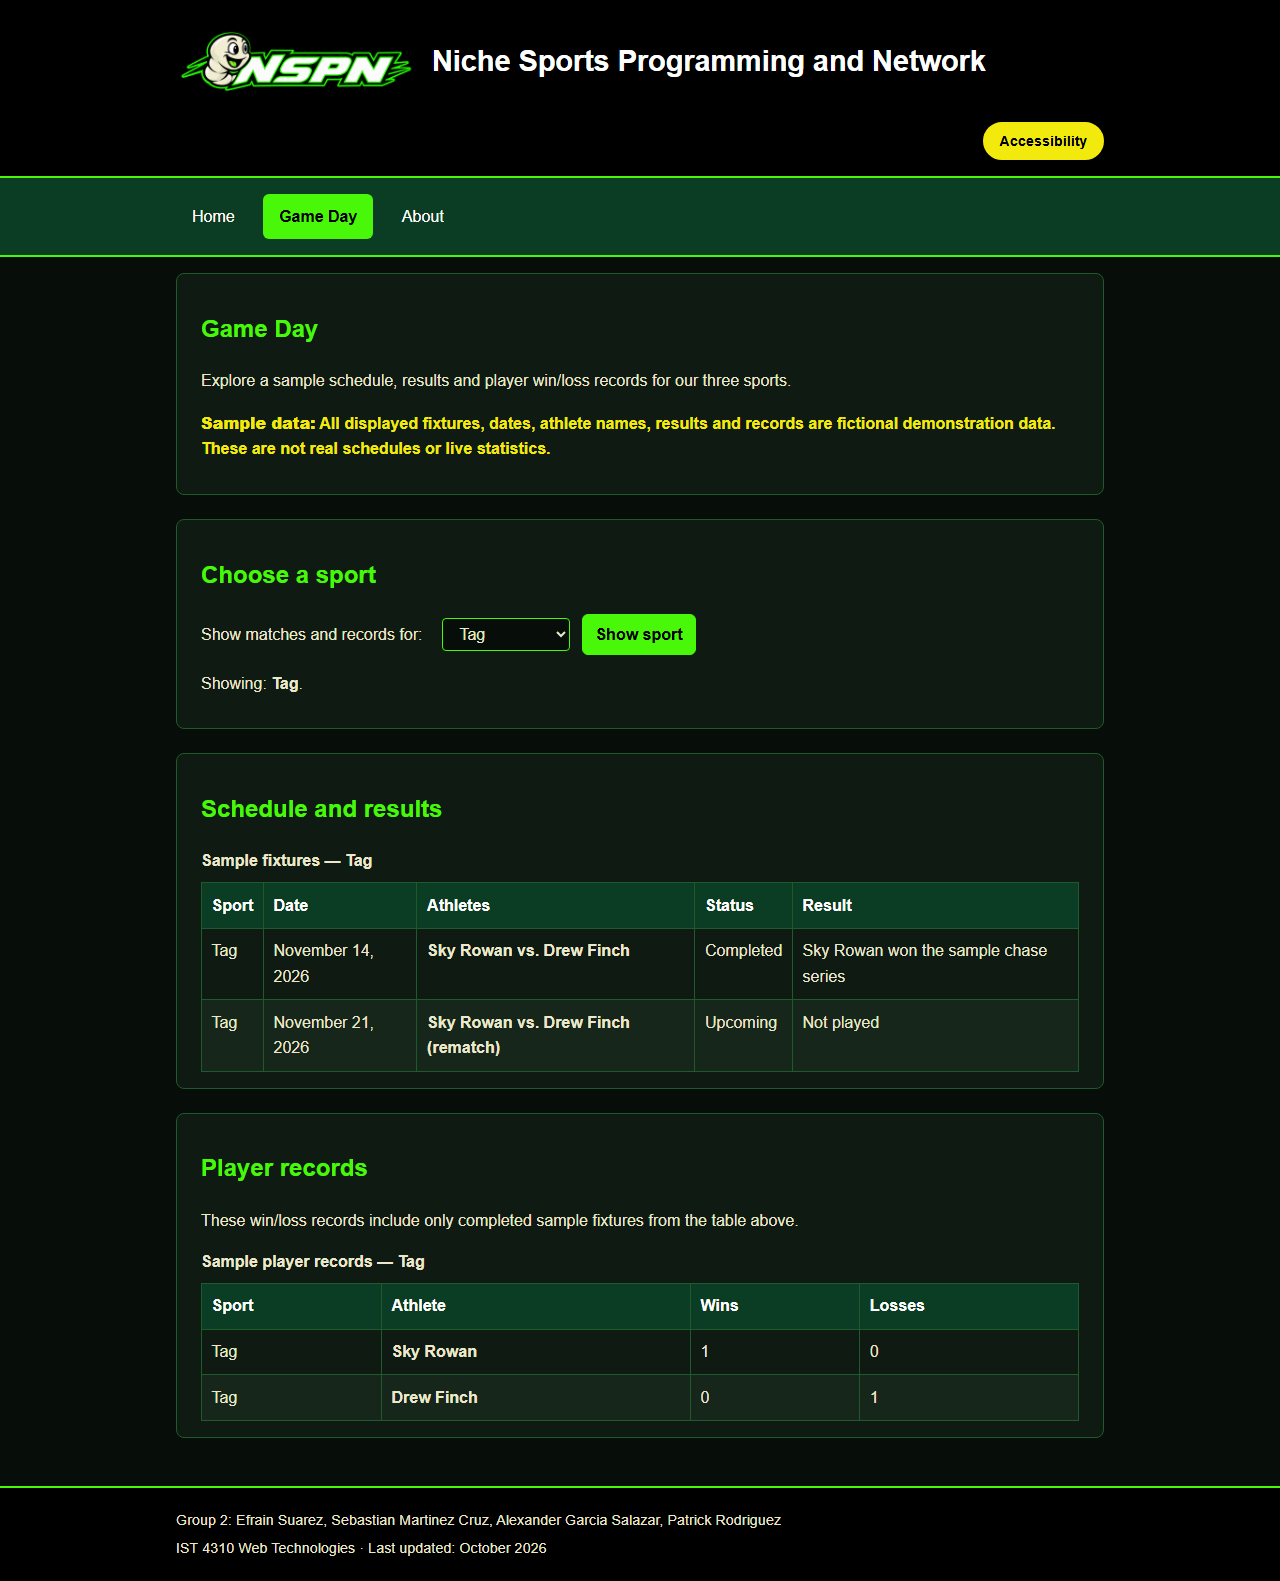 NSPN
Niche Sports Programming and Network
Accessibility
Home Game Day About
Game Day
Explore a sample schedule, results and player win/loss records for our three sports.
Sample data: All displayed fixtures, dates, athlete names, results and records are fictional demonstration data.
These are not real schedules or live statistics.
Choose a sport
Show matches and records for: Tag Show sport
Showing: Tag.
Schedule and results
Sample fixtures — Tag
Sport Date Athletes Status Result
Tag November 14, 2026 Sky Rowan vs. Drew Finch Completed Sky Rowan won the sample chase series
Tag November 21, 2026 Sky Rowan vs. Drew Finch (rematch) Upcoming Not played
Player records
These win/loss records include only completed sample fixtures from the table above.
Sample player records — Tag
Sport Athlete Wins Losses
Tag Sky Rowan 1 0
Tag Drew Finch 0 1
Group 2: Efrain Suarez, Sebastian Martinez Cruz, Alexander Garcia Salazar, Patrick Rodriguez
IST 4310 Web Technologies · Last updated: October 2026